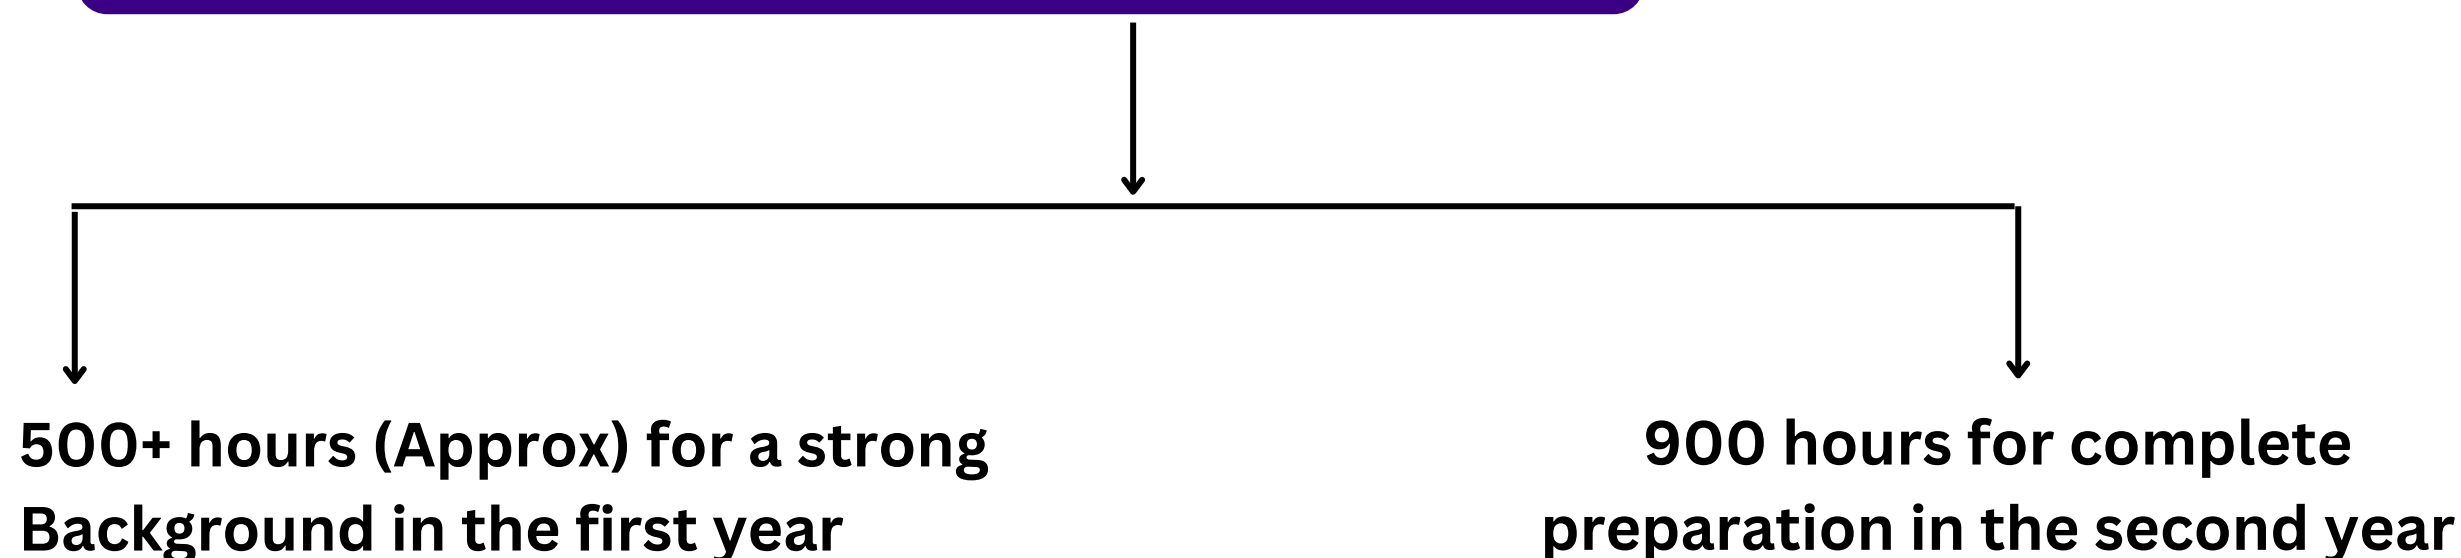 500+ hours (Approx) for a strong
Background in the first year
900 hours for complete
preparation in the second year